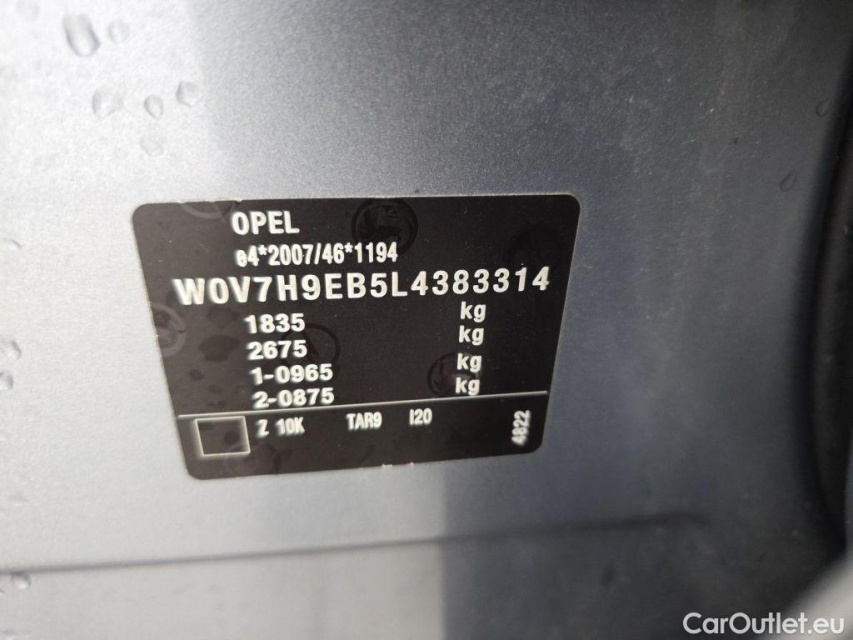 OPEL
e4*2007/46*1194
W0V7H9EB5L4383314
1835 kg
2675 kg
1-0965 kg
2-0875 kg
Z 10K TAR9 I20
4822
CarOutlet.eu